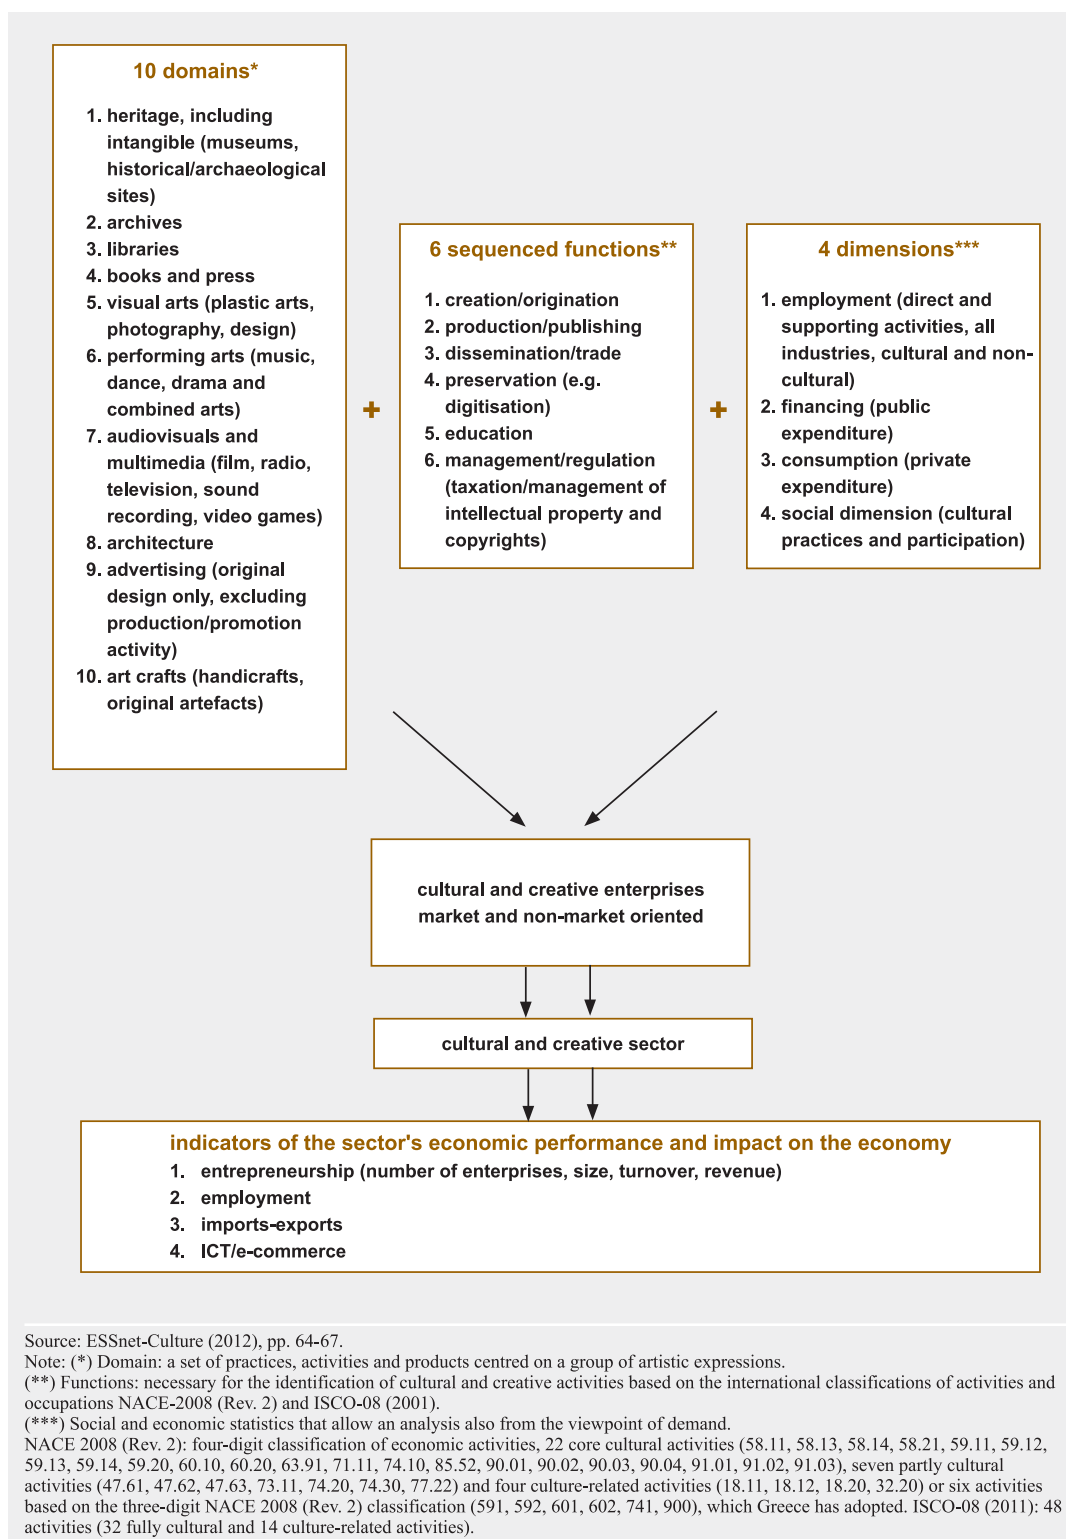 10 domains*
1. heritage, including
intangible (museums,
historical/archaeological
sites)
2. archives
3. libraries
4. books and press
5. visual arts (plastic arts,
photography, design)
6. performing arts (music,
dance, drama and
combined arts)
7. audiovisuals and
multimedia (film, radio,
television, sound
recording, video games)
8. architecture
9. advertising (original
design only, excluding
production/promotion
activity)
10. art crafts (handicrafts,
original artefacts)
+
6 sequenced functions**
1. creation/origination
2. production/publishing
3. dissemination/trade
4. preservation (e.g.
digitisation)
5. education
6. management/regulation
(taxation/management of
intellectual property and
copyrights)
+
4 dimensions***
1. employment (direct and
supporting activities, all
industries, cultural and non-
cultural)
2. financing (public
expenditure)
3. consumption (private
expenditure)
4. social dimension (cultural
practices and participation)
cultural and creative enterprises
market and non-market oriented
cultural and creative sector
indicators of the sector's economic performance and impact on the economy
1. entrepreneurship (number of enterprises, size, turnover, revenue)
2. employment
3. imports-exports
4. ICT/e-commerce
Source: ESSnet-Culture (2012), pp. 64-67.
Note: (*) Domain: a set of practices, activities and products centred on a group of artistic expressions.
(**) Functions: necessary for the identification of cultural and creative activities based on the international classifications of activities and
occupations NACE-2008 (Rev. 2) and ISCO-08 (2001).
(***) Social and economic statistics that allow an analysis also from the viewpoint of demand.
NACE 2008 (Rev. 2): four-digit classification of economic activities, 22 core cultural activities (58.11, 58.13, 58.14, 58.21, 59.11, 59.12,
59.13, 59.14, 59.20, 60.10, 60.20, 63.91, 71.11, 74.10, 85.52, 90.01, 90.02, 90.03, 90.04, 91.01, 91.02, 91.03), seven partly cultural
activities (47.61, 47.62, 47.63, 73.11, 74.20, 74.30, 77.22) and four culture-related activities (18.11, 18.12, 18.20, 32.20) or six activities
based on the three-digit NACE 2008 (Rev. 2) classification (591, 592, 601, 602, 741, 900), which Greece has adopted. ISCO-08 (2011): 48
activities (32 fully cultural and 14 culture-related activities).